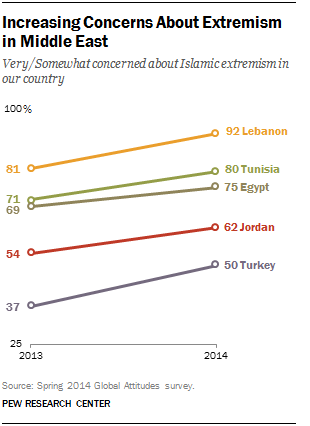 Increasing Concerns About Extremism
in Middle East
Very/Somewhat concerned about Islamic extremism in
our country
100%
92 Lebanon
81
80 Tunisia
75 Egypt
71
69
62 Jordan
54
50 Turkey
37
25
2013 2014
Source: Spring 2014 Global Attitudes survey.
PEW RESEARCH CENTER